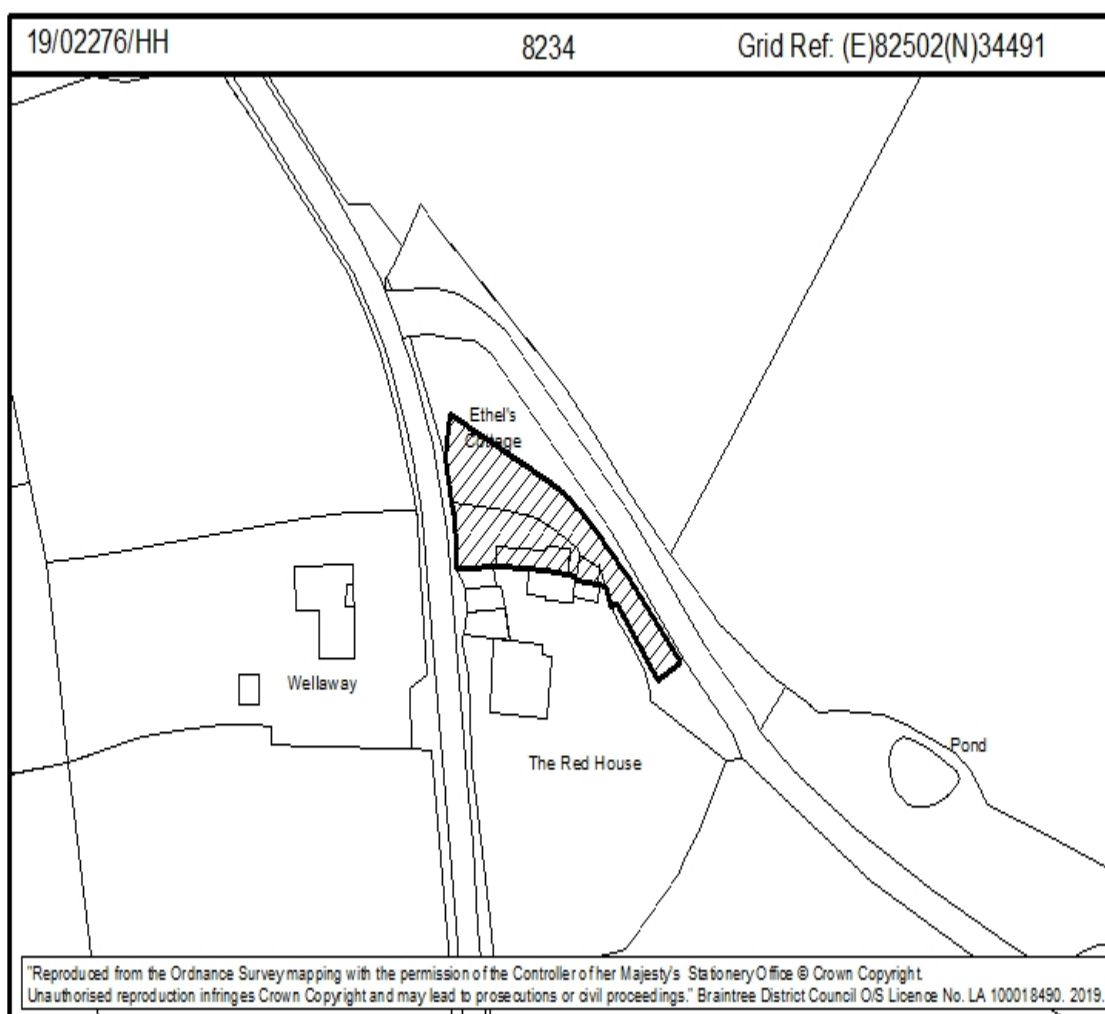 19/02276/HH 8234 Grid Ref: (E)82502(N)34491
Ethel's
Cottage
Wellaway
The Red House
Pond
"Reproduced from the Ordnance Survey mapping with the permission of the Controller of her Majesty's Stationery Office © Crown Copyright.
Unauthorised reproduction infringes Crown Copyright and may lead to prosecutions or civil proceedings." Braintree District Council O/S Licence No. LA 100018490. 2019.